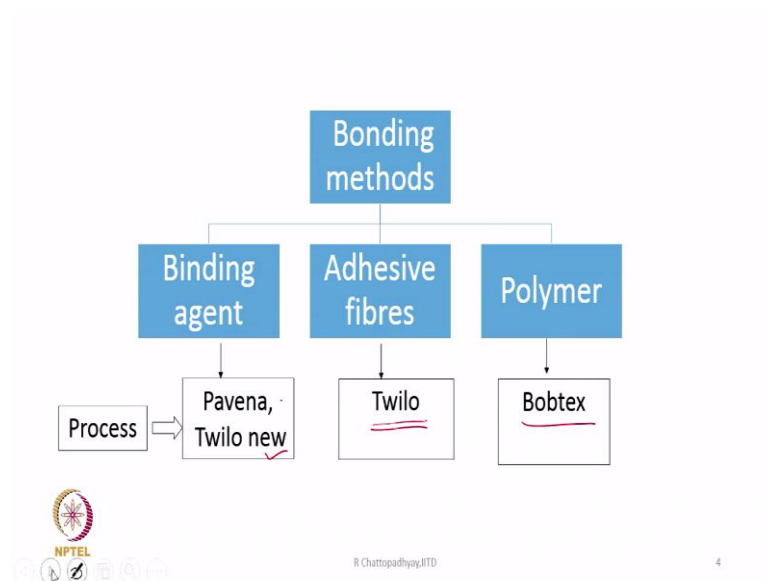 Bonding
methods
Binding
agent
Adhesive
fibres
Polymer
Process
Pavena,
Twilo new
Twilo
Bobtex
NPTEL
R Chattopadhyay,IITD
4